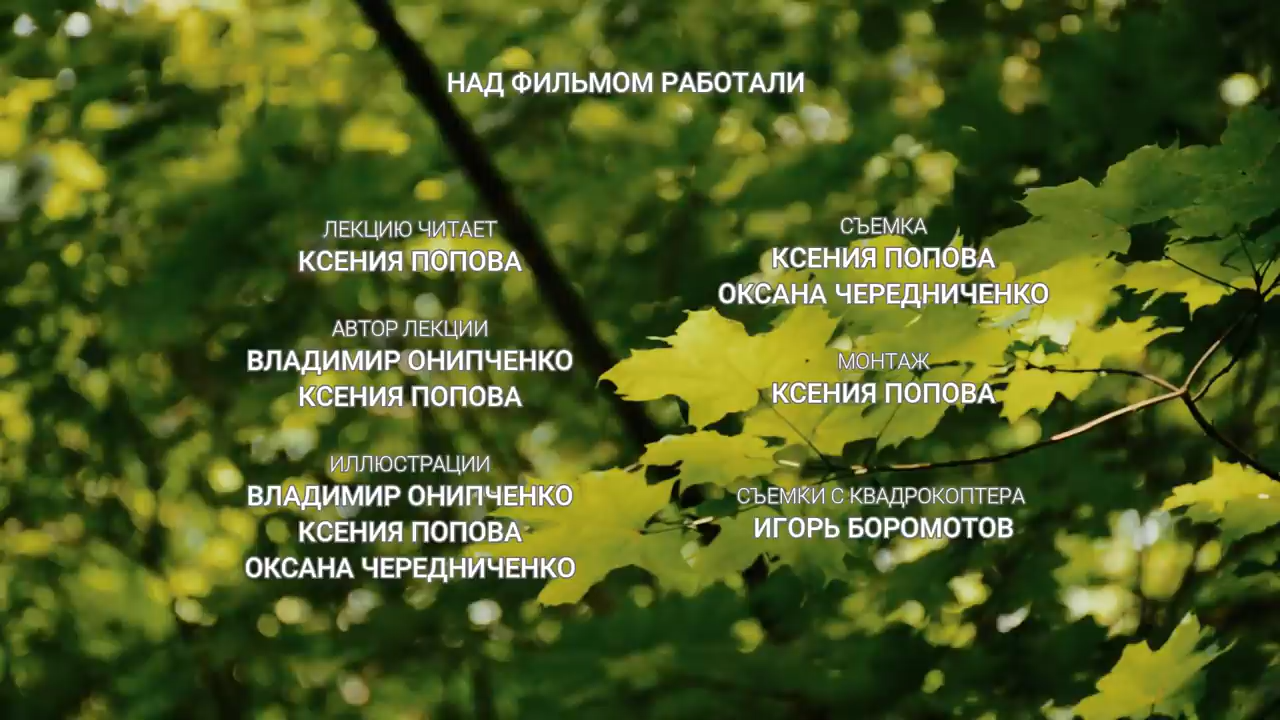 НАД ФИЛЬМОМ РАБОТАЛИ
ЛЕКЦИЮ ЧИТАЕТ
КСЕНИЯ ПОПОВА
АВТОР ЛЕКЦИИ
ВЛАДИМИР ОНИПЧЕНКО
КСЕНИЯ ПОПОВА
ИЛЛЮСТРАЦИИ
ВЛАДИМИР ОНИПЧЕНКО
КСЕНИЯ ПОПОВА
ОКСАНА ЧЕРЕДНИЧЕНКО
СЪЕМКА
КСЕНИЯ ПОПОВА
ОКСАНА ЧЕРЕДНИЧЕНКО
МОНТАЖ
КСЕНИЯ ПОПОВА
СЪЕМКИ С КВАДРОКОПТЕРА
ИГОРЬ БОРОМОТОВ